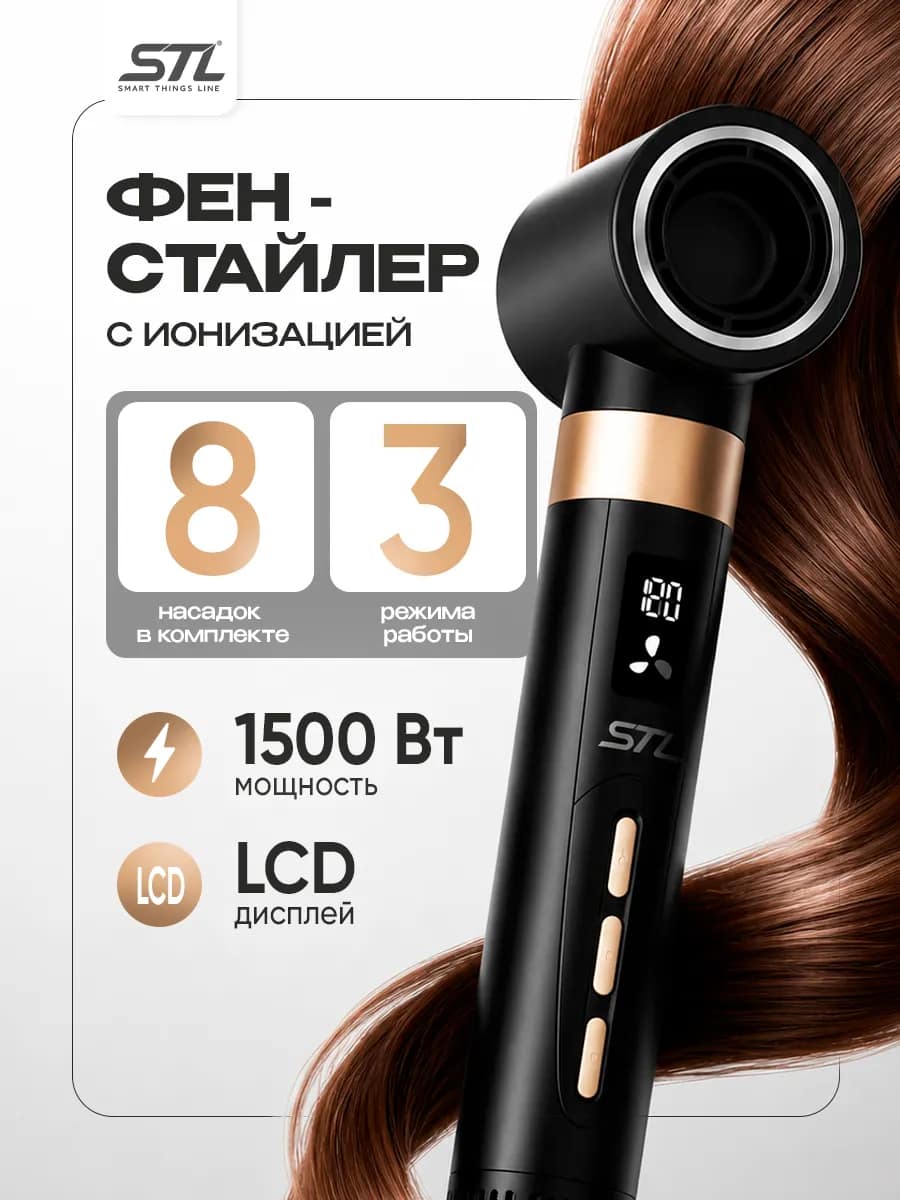 STL
SMART THINGS LINE
ФЕН -
СТАЙЛЕР
С ИОНИЗАЦИЕЙ
8
насадок
в комплекте
3
режима
работы
180
STL
1500 Вт
мощность
LCD
LCD
дисплей